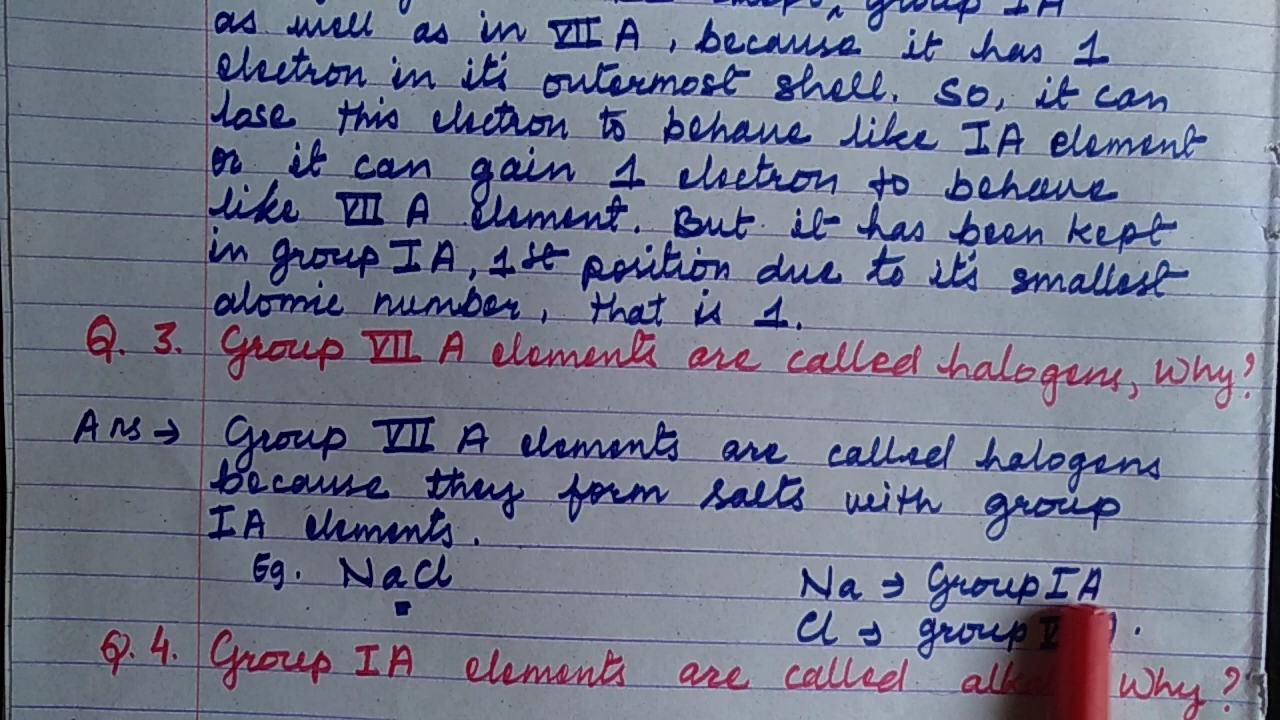 group IA
as well as in VII A, because it has 1
electron in it's outermost shell. So, it can
lose this electron to behave like IA element
or it can gain 1 electron to behave
like VII A element. But it has been kept
in group IA, 1st position due to it's smallest
atomic number, that is 1.
Q. 3. Group VII A elements are called halogens, Why?
Ans → Group VII A elements are called halogens
because they form salts with group
IA elements.
Eg. NaCl
Na → Group IA
Cl → group
Q. 4. Group IA elements are called Why?